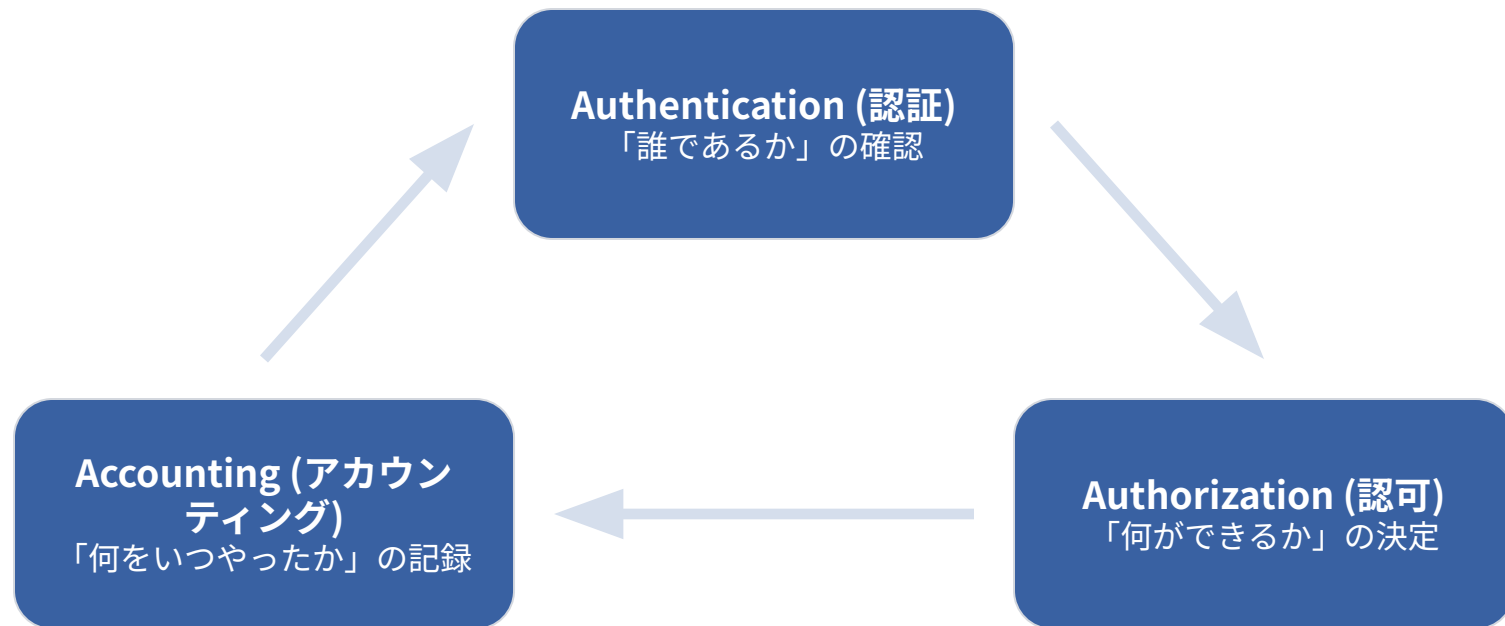 Authentication (認証)
「誰であるか」の確認
Accounting (アカウン
ティング)
「何をいつやったか」の記録
Authorization (認可)
「何ができるか」の決定